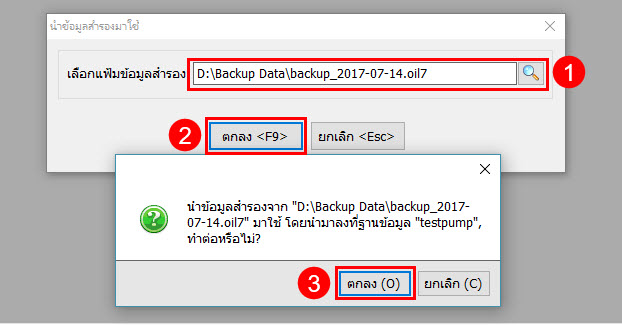 นำข้อมูลสำรองมาใช้
เลือกแฟ้มข้อมูลสำรอง D:\Backup Data\backup_2017-07-14.oil7 1
2 ตกลง <F9> ยกเลิก <Esc>
นำข้อมูลสำรองจาก "D:\Backup Data\backup_2017-
07-14.oil7" มาใช้ โดยนำมาลงที่ฐานข้อมูล "testpump",
ทำต่อหรือไม่?
3 ตกลง (O) ยกเลิก (C)